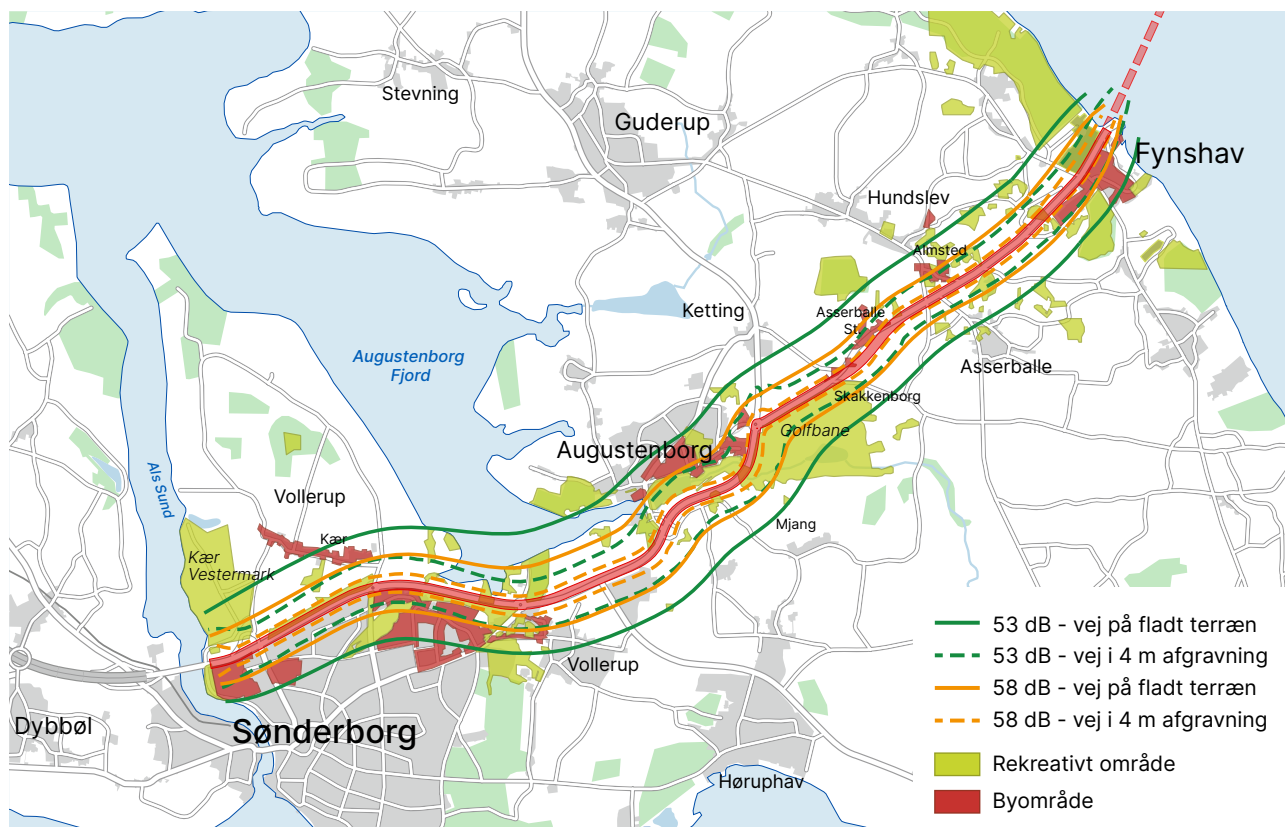 Stevning
Guderup
Fynshav
Hundslev
Almsted
Ketting
Asserballe
St.
Augustenborg
Fjord
Asserballe
Skakkenborg
Golfbane
Augustenborg
Als Sund
Vollerup
Mjang
Kær
Kær
Vestermark
Vollerup
Dybbøl
Sønderborg
Høruphav
53 dB - vej på fladt terræn
53 dB - vej i 4 m afgravning
58 dB - vej på fladt terræn
58 dB - vej i 4 m afgravning
Rekreativt område
Byområde